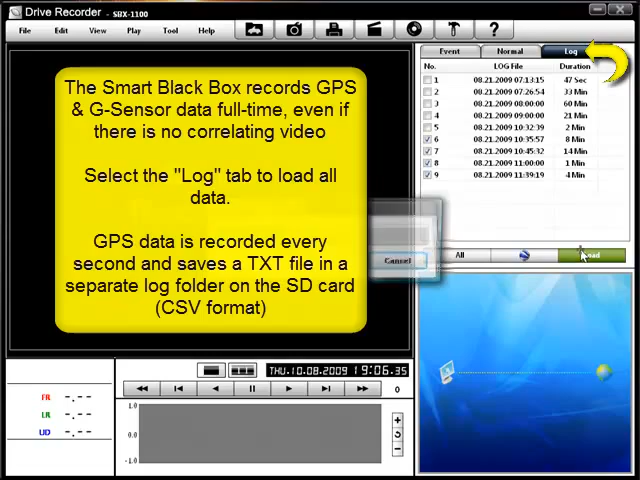 Drive Recorder - SBX-1100
File Edit View Play Tool Help
Event Normal Log
No. LOG File Duration
1 08.21.2009 07:13:15 47 Sec
2 08.21.2009 07:26:54 33 Min
3 08.21.2009 08:00:00 60 Min
4 08.21.2009 09:00:00 21 Min
5 08.21.2009 10:32:39 2 Min
6 08.21.2009 10:35:57 8 Min
7 08.21.2009 10:45:52 14 Min
8 08.21.2009 11:00:00 1 Min
9 08.21.2009 11:39:19 4 Min
The Smart Black Box records GPS
& G-Sensor data full-time, even if
there is no correlating video
Select the "Log" tab to load all
data.
GPS data is recorded every
second and saves a TXT file in a
separate log folder on the SD card
(CSV format)
Cancel
All Load
THU.10.08.2009 19:06.35
0
FR -.--
LR -.--
UD -.--
1.0
0.0
-1.0